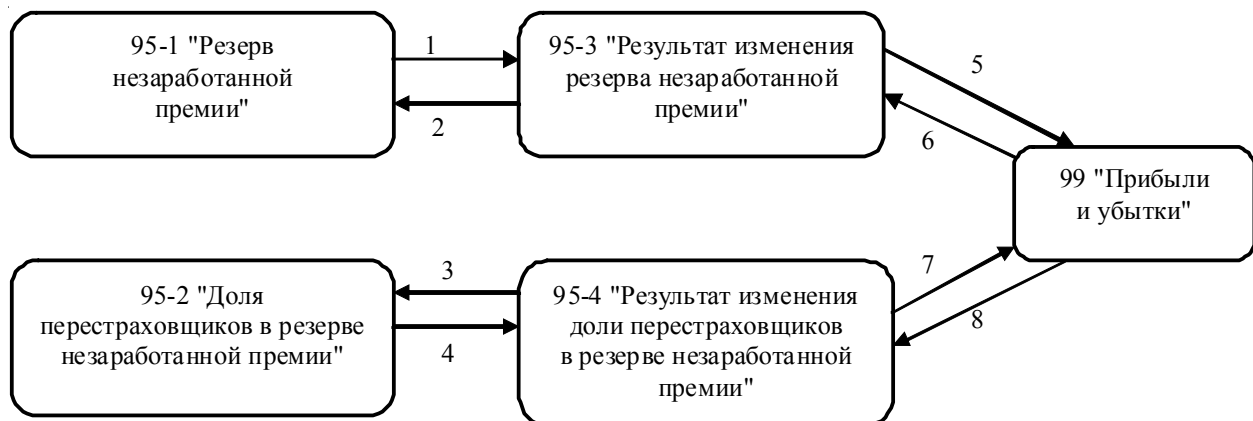 95-1 "Резерв
незаработанной
премии"
1
2
95-3 "Результат изменения
резерва незаработанной
премии"
5
6
99 "Прибыли
и убытки"
95-2 "Доля
перестраховщиков в резерве
незаработанной премии"
3
4
95-4 "Результат изменения
доли перестраховщиков
в резерве незаработанной
премии"
7
8